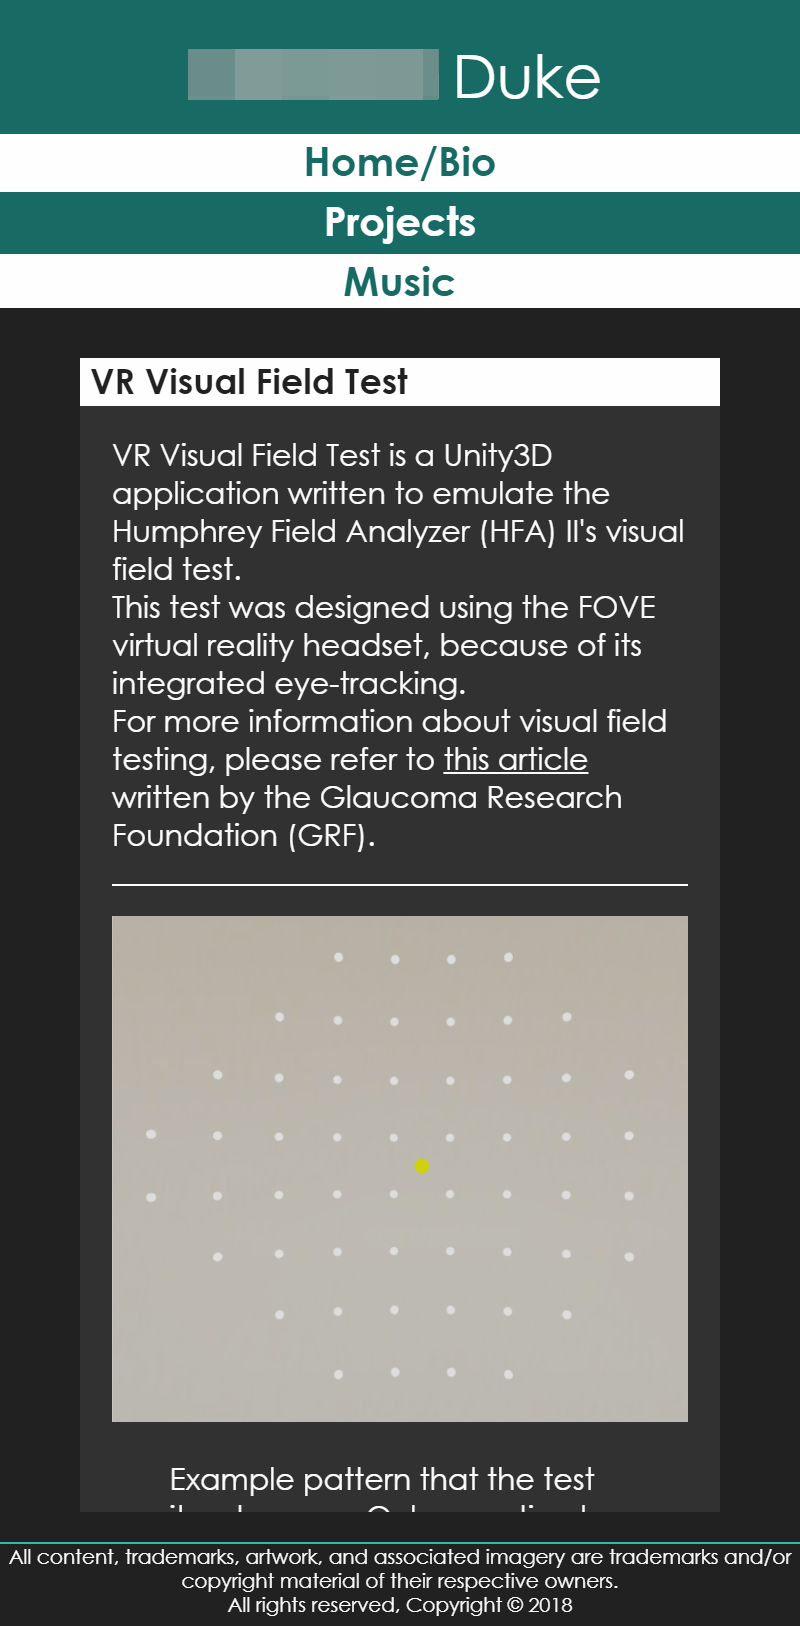 Duke
Home/Bio
Projects
Music
VR Visual Field Test
VR Visual Field Test is a Unity3D
application written to emulate the
Humphrey Field Analyzer (HFA) II's visual
field test.
This test was designed using the FOVE
virtual reality headset, because of its
integrated eye-tracking.
For more information about visual field
testing, please refer to this article
written by the Glaucoma Research
Foundation (GRF).
Example pattern that the test
All content, trademarks, artwork, and associated imagery are trademarks and/or
copyright material of their respective owners.
All rights reserved, Copyright © 2018